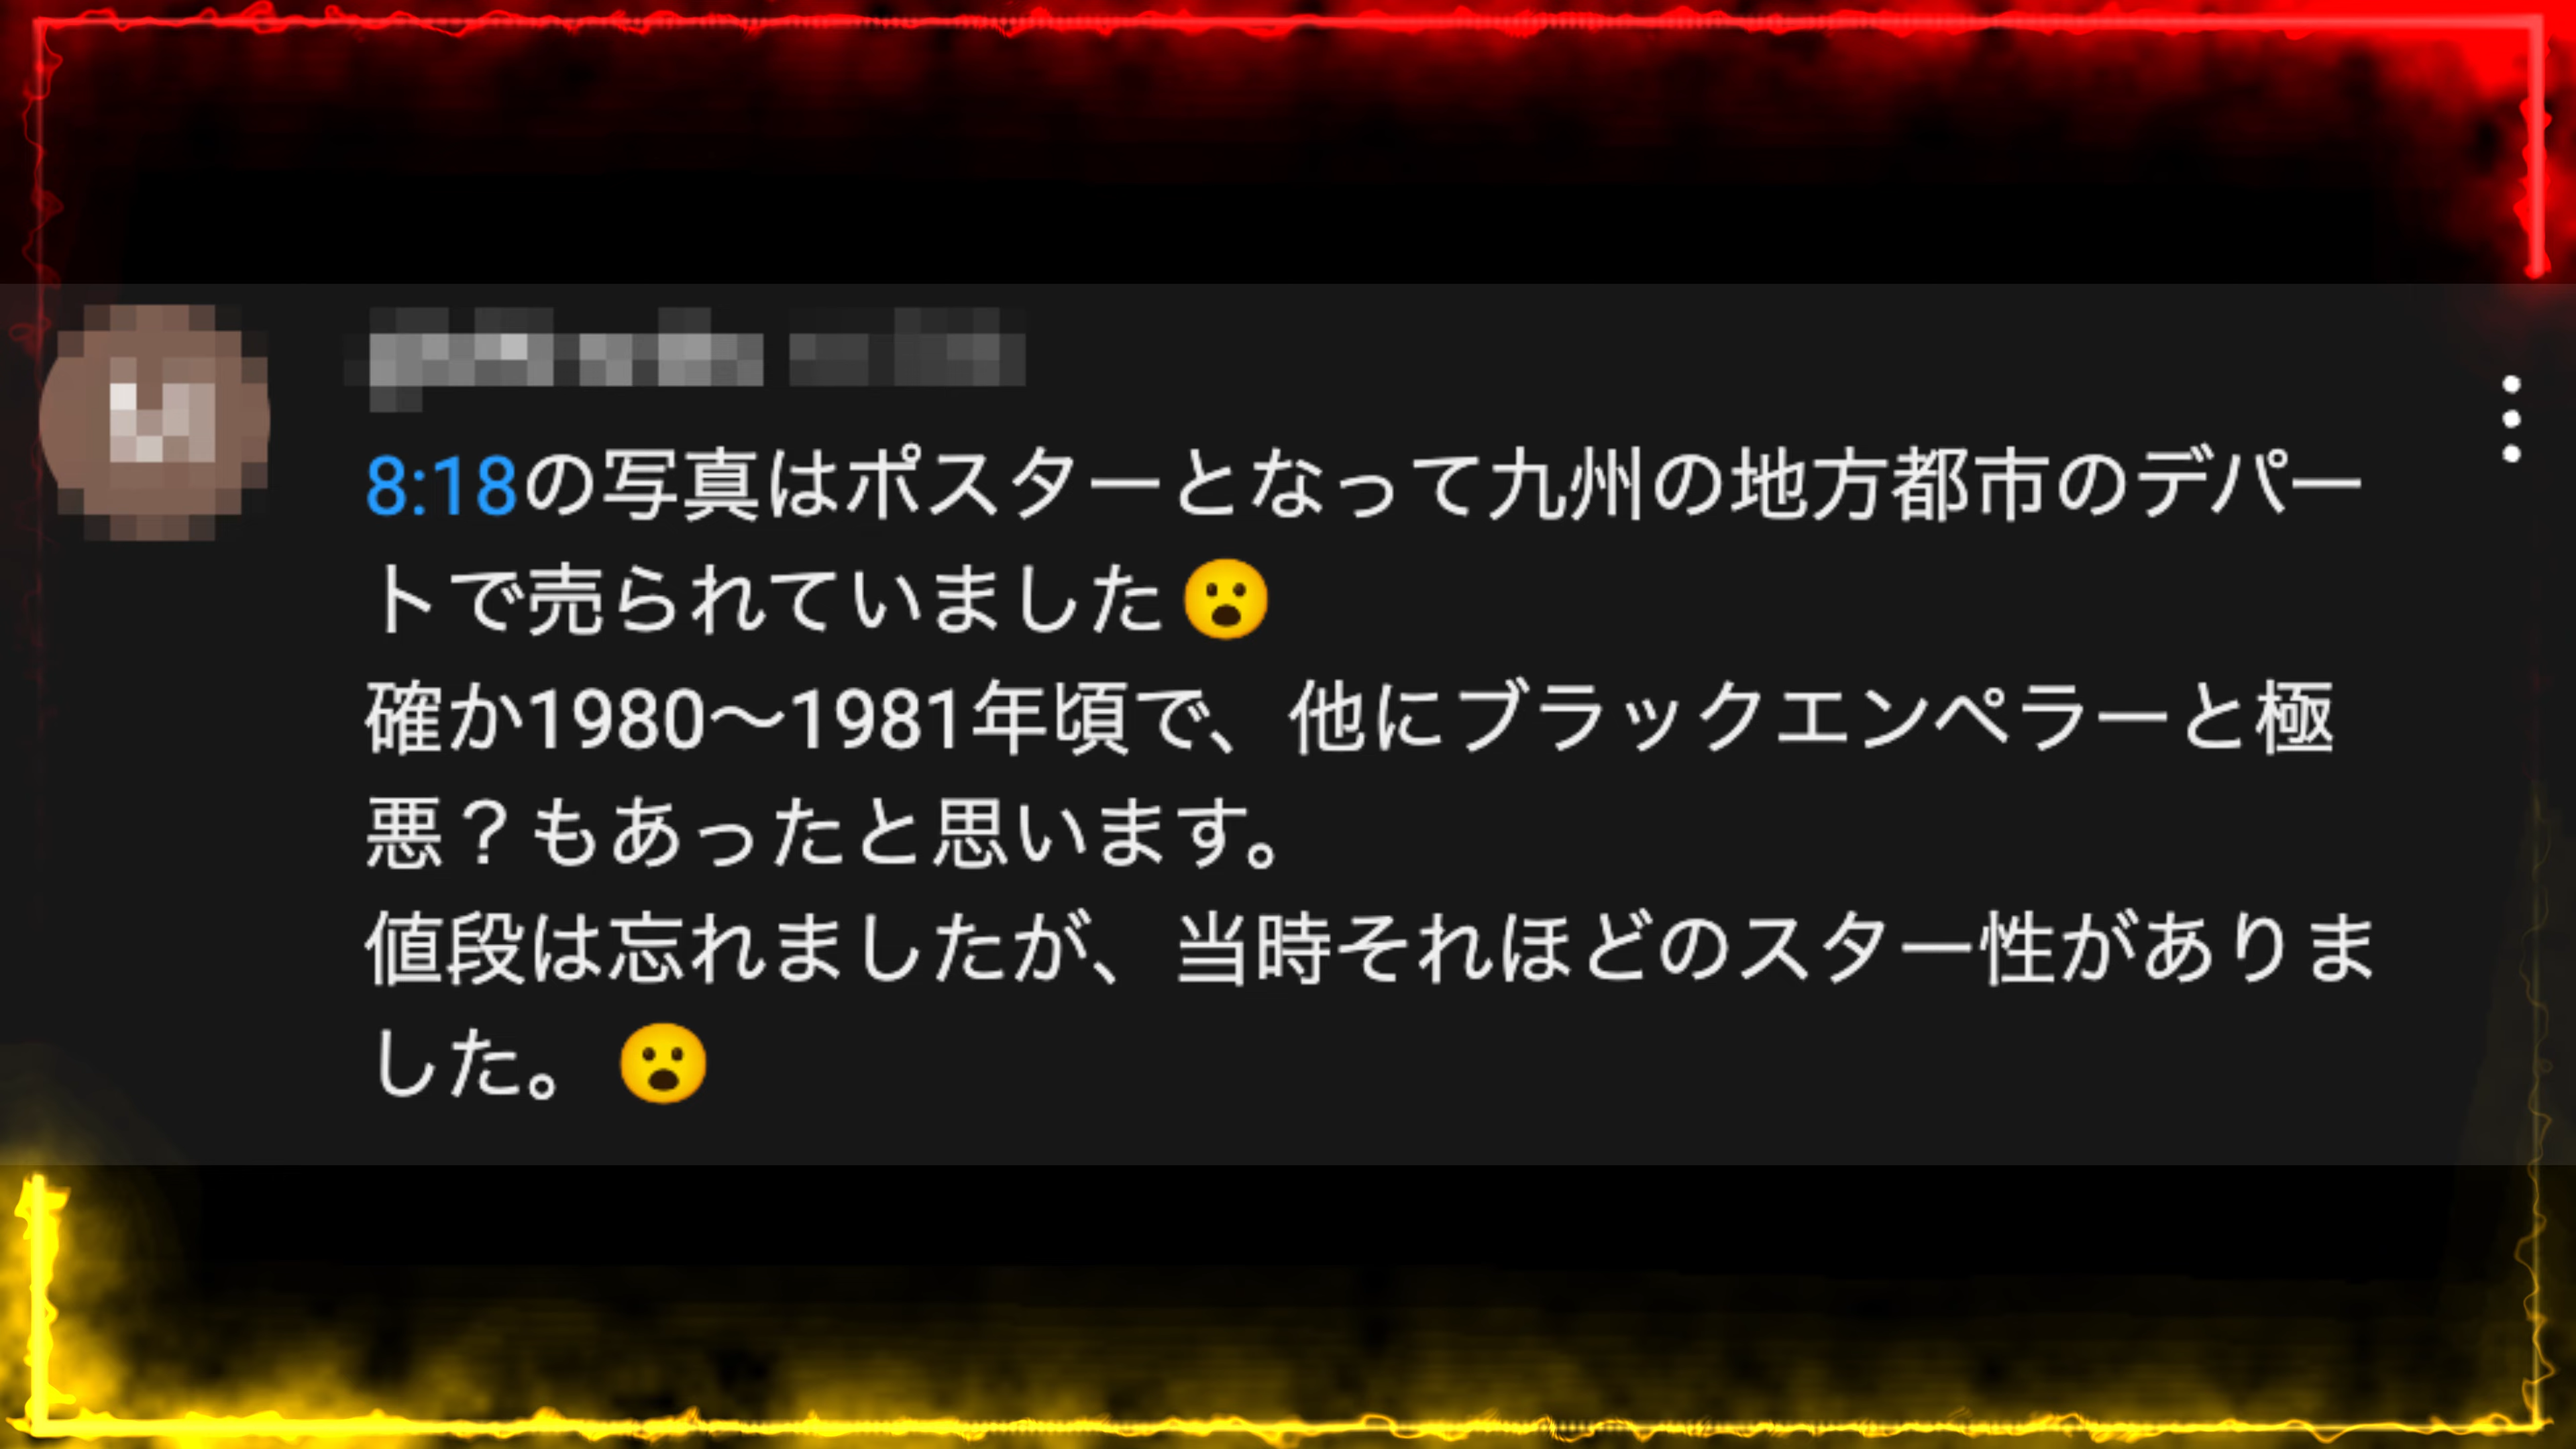 8:18の写真はポスターとなって九州の地方都市のデパー
トで売られていました😮
確か1980〜1981年頃で、他にブラックエンペラーと極
悪？もあったと思います。
値段は忘れましたが、当時それほどのスター性がありま
した。😮